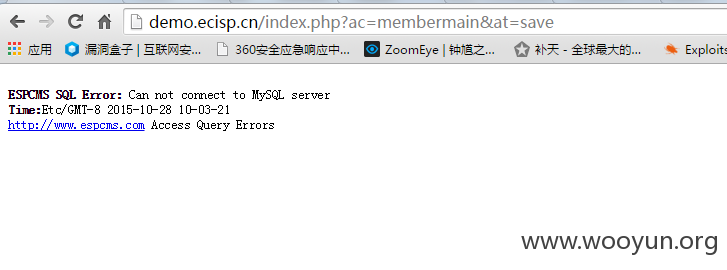 demo.ecisp.cn/index.php?ac=membermain&at=save
应用 漏洞盒子 | 互联网安... 360安全应急响应中... ZoomEye | 钟馗之... 补天 - 全球最大的... Exploits
ESPCMS SQL Error: Can not connect to MySQL server
Time:Etc/GMT-8 2015-10-28 10-03-21
http://www.espcms.com Access Query Errors
www.wooyun.org